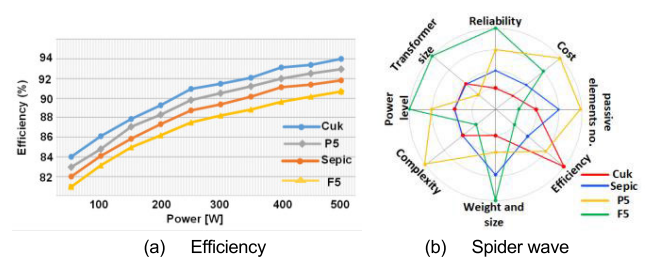 94
92
90
88
86
84
82
Efficiency (%)
100
200
300
400
500
Power [W]
Cuk
P5
Sepic
F5
(a) Efficiency
Reliability
Cost
passive
elements no.
Efficiency
Weight and
size
Complexity
Power
level
Transformer
size
Cuk
Sepic
P5
F5
(b) Spider wave